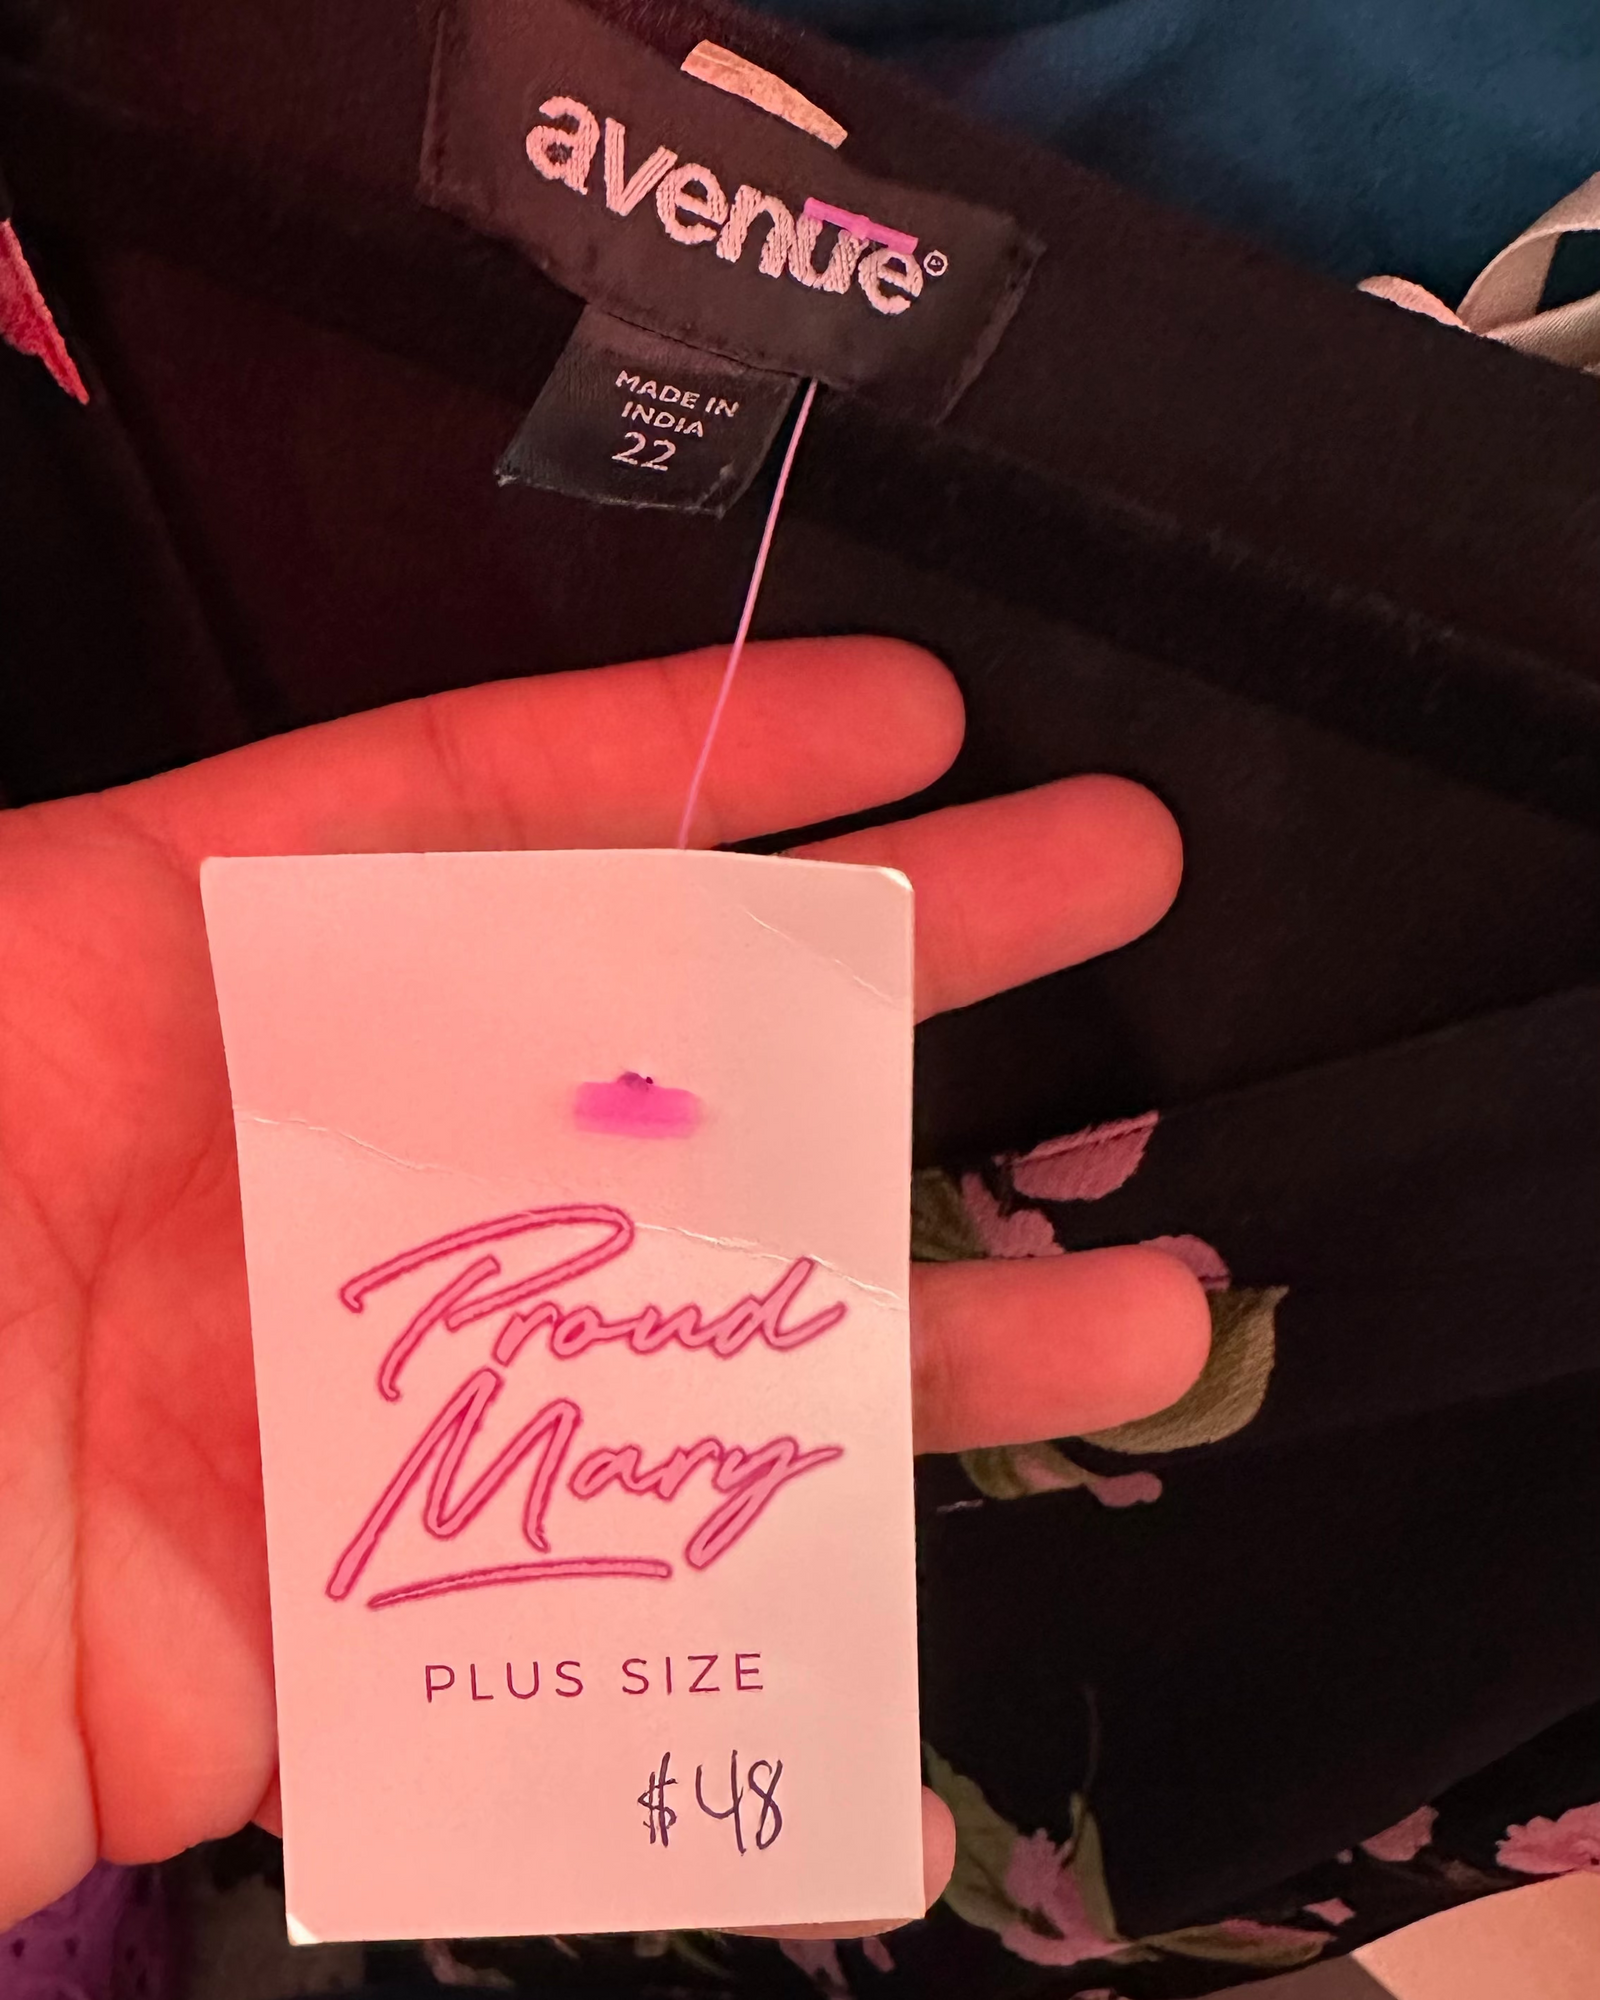 avenue®
MADE IN
INDIA
22
Proud
Mary
PLUS SIZE
$48